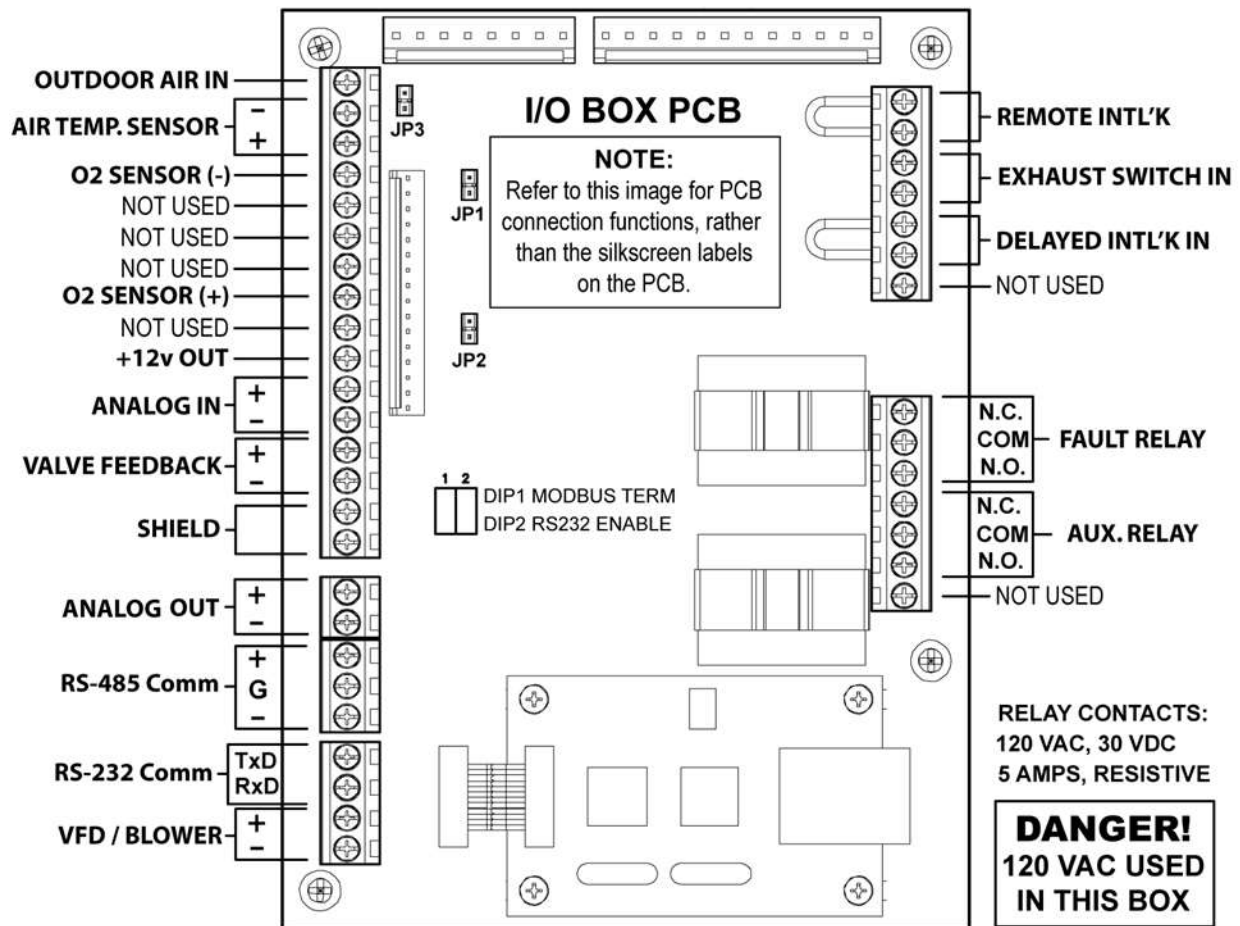 OUTDOOR AIR IN
AIR TEMP. SENSOR
−
+
O2 SENSOR (-)
NOT USED
NOT USED
NOT USED
O2 SENSOR (+)
NOT USED
+12v OUT
ANALOG IN
+
−
VALVE FEEDBACK
+
−
SHIELD
ANALOG OUT
+
−
RS-485 Comm
+
G
−
RS-232 Comm
TxD
RxD
VFD / BLOWER
+
−
JP3
JP1
JP2
I/O BOX PCB
NOTE:
Refer to this image for PCB
connection functions, rather
than the silkscreen labels
on the PCB.
1 2
DIP1 MODBUS TERM
DIP2 RS232 ENABLE
REMOTE INTL'K
EXHAUST SWITCH IN
DELAYED INTL'K IN
NOT USED
N.C.
COM
N.O.
FAULT RELAY
N.C.
COM
N.O.
AUX. RELAY
NOT USED
RELAY CONTACTS:
120 VAC, 30 VDC
5 AMPS, RESISTIVE
DANGER!
120 VAC USED
IN THIS BOX